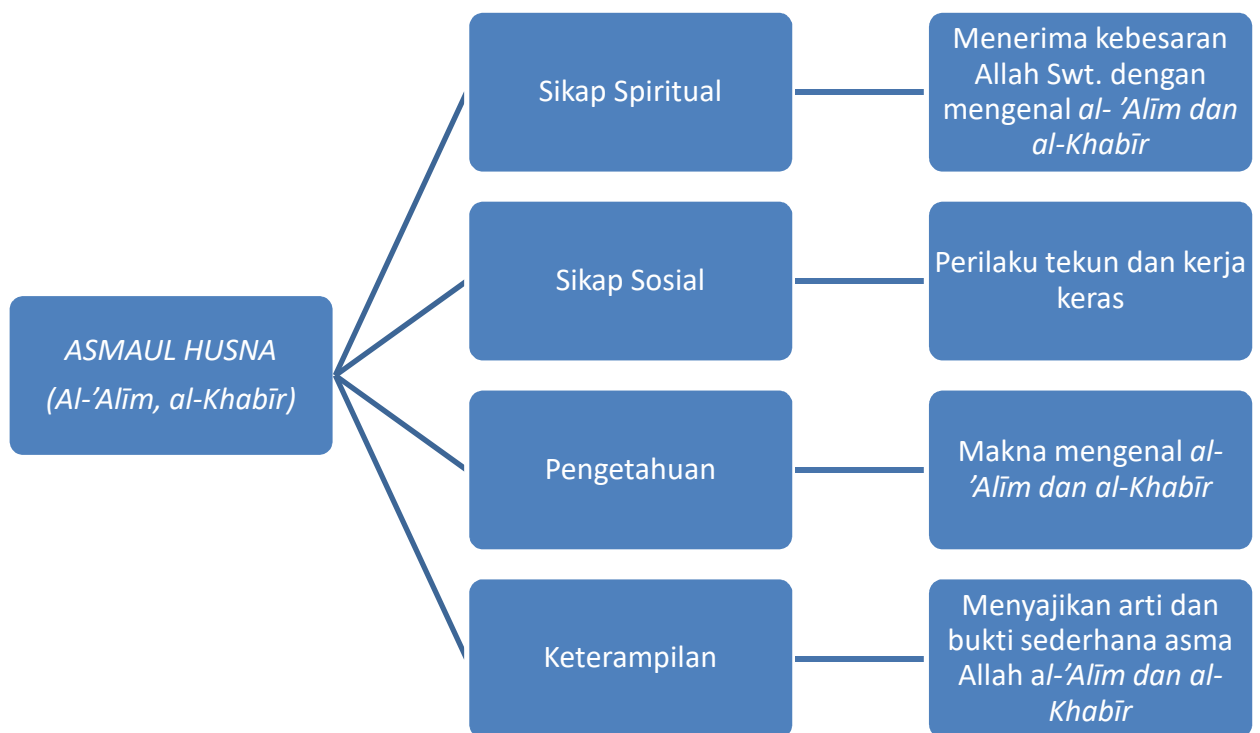 ASMAUL HUSNA
(Al-’Alīm, al-Khabīr)
Sikap Spiritual
Menerima kebesaran
Allah Swt. dengan
mengenal al- ’Alīm dan
al-Khabīr
Sikap Sosial
Perilaku tekun dan kerja
keras
Pengetahuan
Makna mengenal al-
’Alīm dan al-Khabīr
Keterampilan
Menyajikan arti dan
bukti sederhana asma
Allah al-’Alīm dan al-
Khabīr